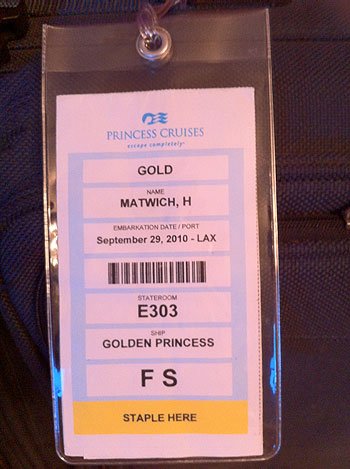 PRINCESS CRUISES
escape completely®
GOLD
NAME
MATWICH, H
EMBARKATION DATE / PORT
September 29, 2010 - LAX
STATEROOM
E303
SHIP
GOLDEN PRINCESS
F S
STAPLE HERE